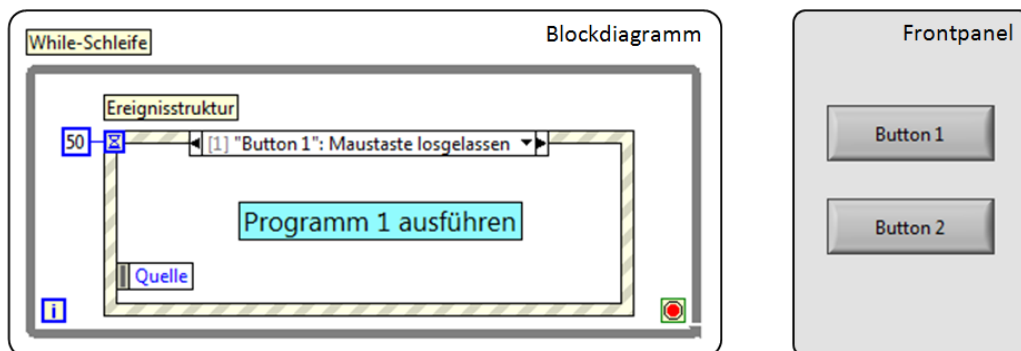 Blockdiagramm
While-Schleife
Ereignisstruktur
50
[1] "Button 1": Maustaste losgelassen
Programm 1 ausführen
Quelle
i
Frontpanel
Button 1
Button 2